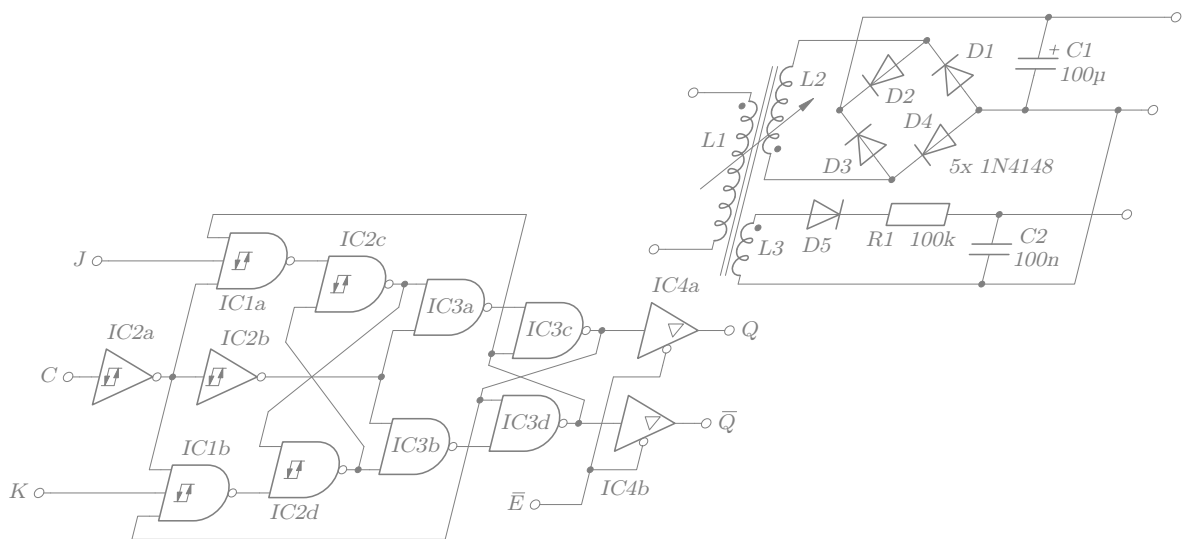 + C1
100µ
D1
D2
L2
L1
D4
D3
5x 1N4148
L3
D5
R1 100k
C2
100n
J
IC1a
IC2c
IC3a
IC4a
IC2a
IC2b
IC3c
Q
C
IC1b
IC3b
IC3d
Q̅
K
IC2d
E̅
IC4b